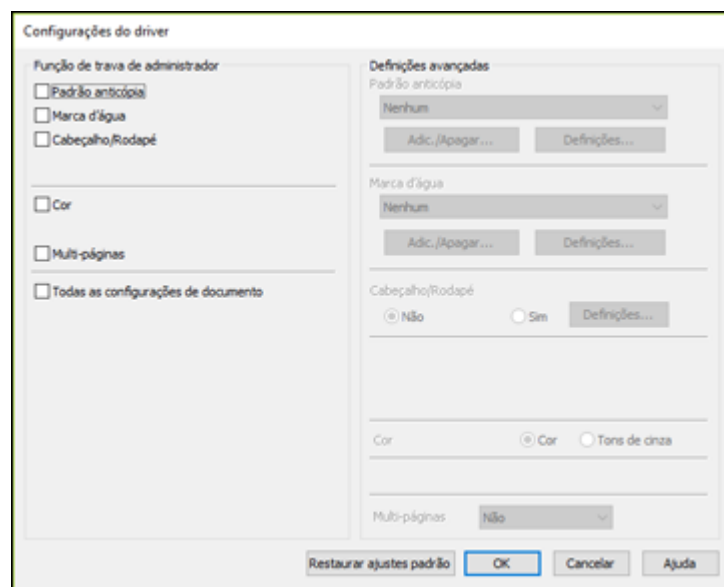 Configurações do driver
Função de trava de administrador
Padrão anticópia
Marca d'água
Cabeçalho/Rodapé
Cor
Multi-páginas
Todas as configurações de documento
Definições avançadas
Padrão anticópia
Nenhum
Adic./Apagar... Definições...
Marca d'água
Nenhum
Adic./Apagar... Definições...
Cabeçalho/Rodapé
Não Sim Definições...
Cor Cor Tons de cinza
Multi-páginas Não
Restaurar ajustes padrão OK Cancelar Ajuda